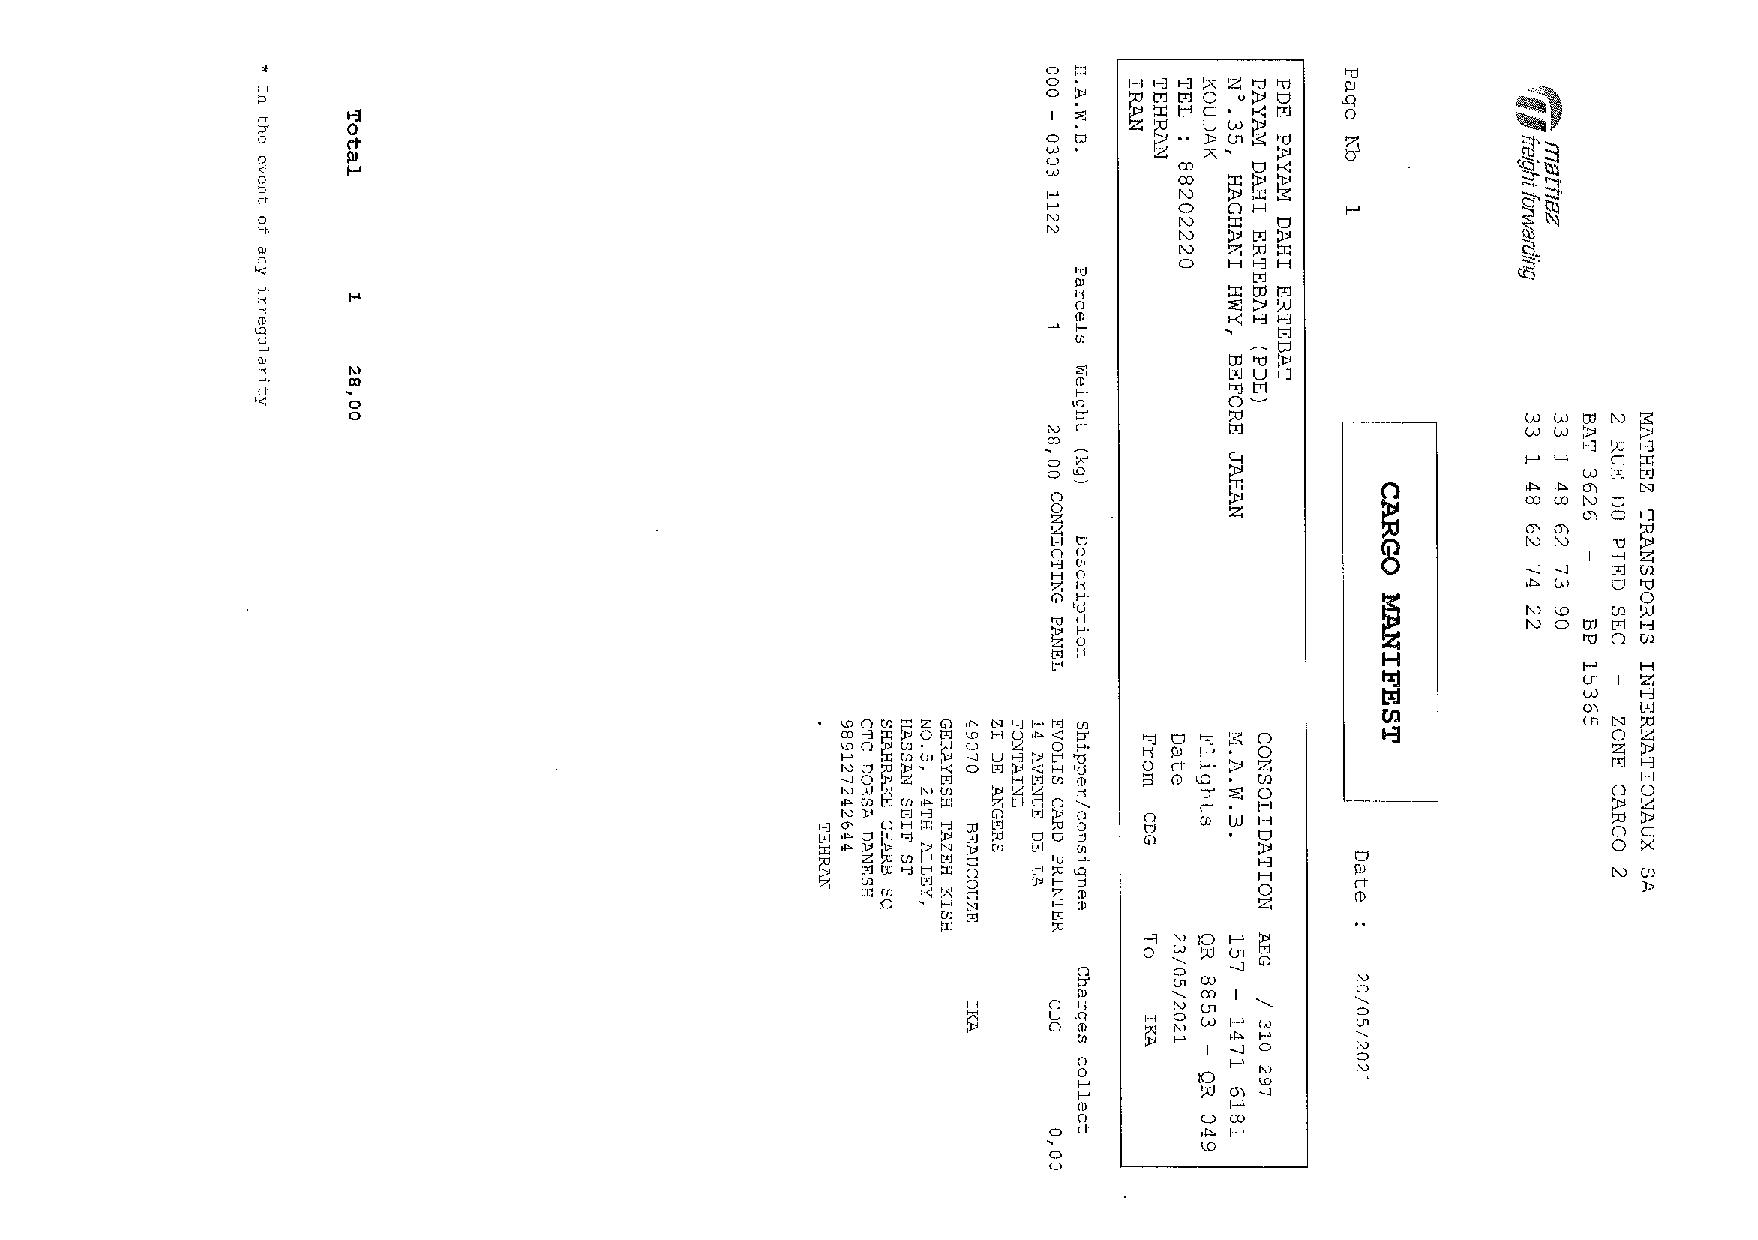 MATHEZ TRANSPORTS INTERNATIONAUX SA
2 RUE DU PIED SEC - ZONE CARGO 2
BAT 3626 - BP 15365
33 1 48 62 73 90
33 1 48 62 74 22
mathez
freight forwarding
CARGO MANIFEST
Page Nb 1
Date : 20/05/2021
PDE PAYAM DAHI ERTEBAT
PAYAM DAHI ERTEBAT (PDE)
N°.35, HAGHANI HWY, BEFORE JAHAN
KOUDAK
TEL : 88202220
TEHRAN
IRAN
CONSOLIDATION AEG / 310 297
M.A.W.B. 157 - 1471 6181
Flights QR 8853 - QR 049
Date 23/05/2021
From CDG To IKA
H.A.W.B. Parcels Weight (kg) Description Shipper/consignee Charges collect
000 - 0303 1122 1 28,00 CONNECTING PANEL EVOLIS CARD PRINTER CDG 0,00
14 AVENUE DE LA
FONTAINE
ZI DE ANGERS
49070 BEAUCOUZE IKA
GERAYESH TAZEH KISH
NO.5, 24TH ALLEY,
HASSAN SEIF ST
SHAHRAKE GHARB SQ
CTC DORSA DANESH
989127242644
. TEHRAN
Total 1 28,00
* In the event of any irregularity